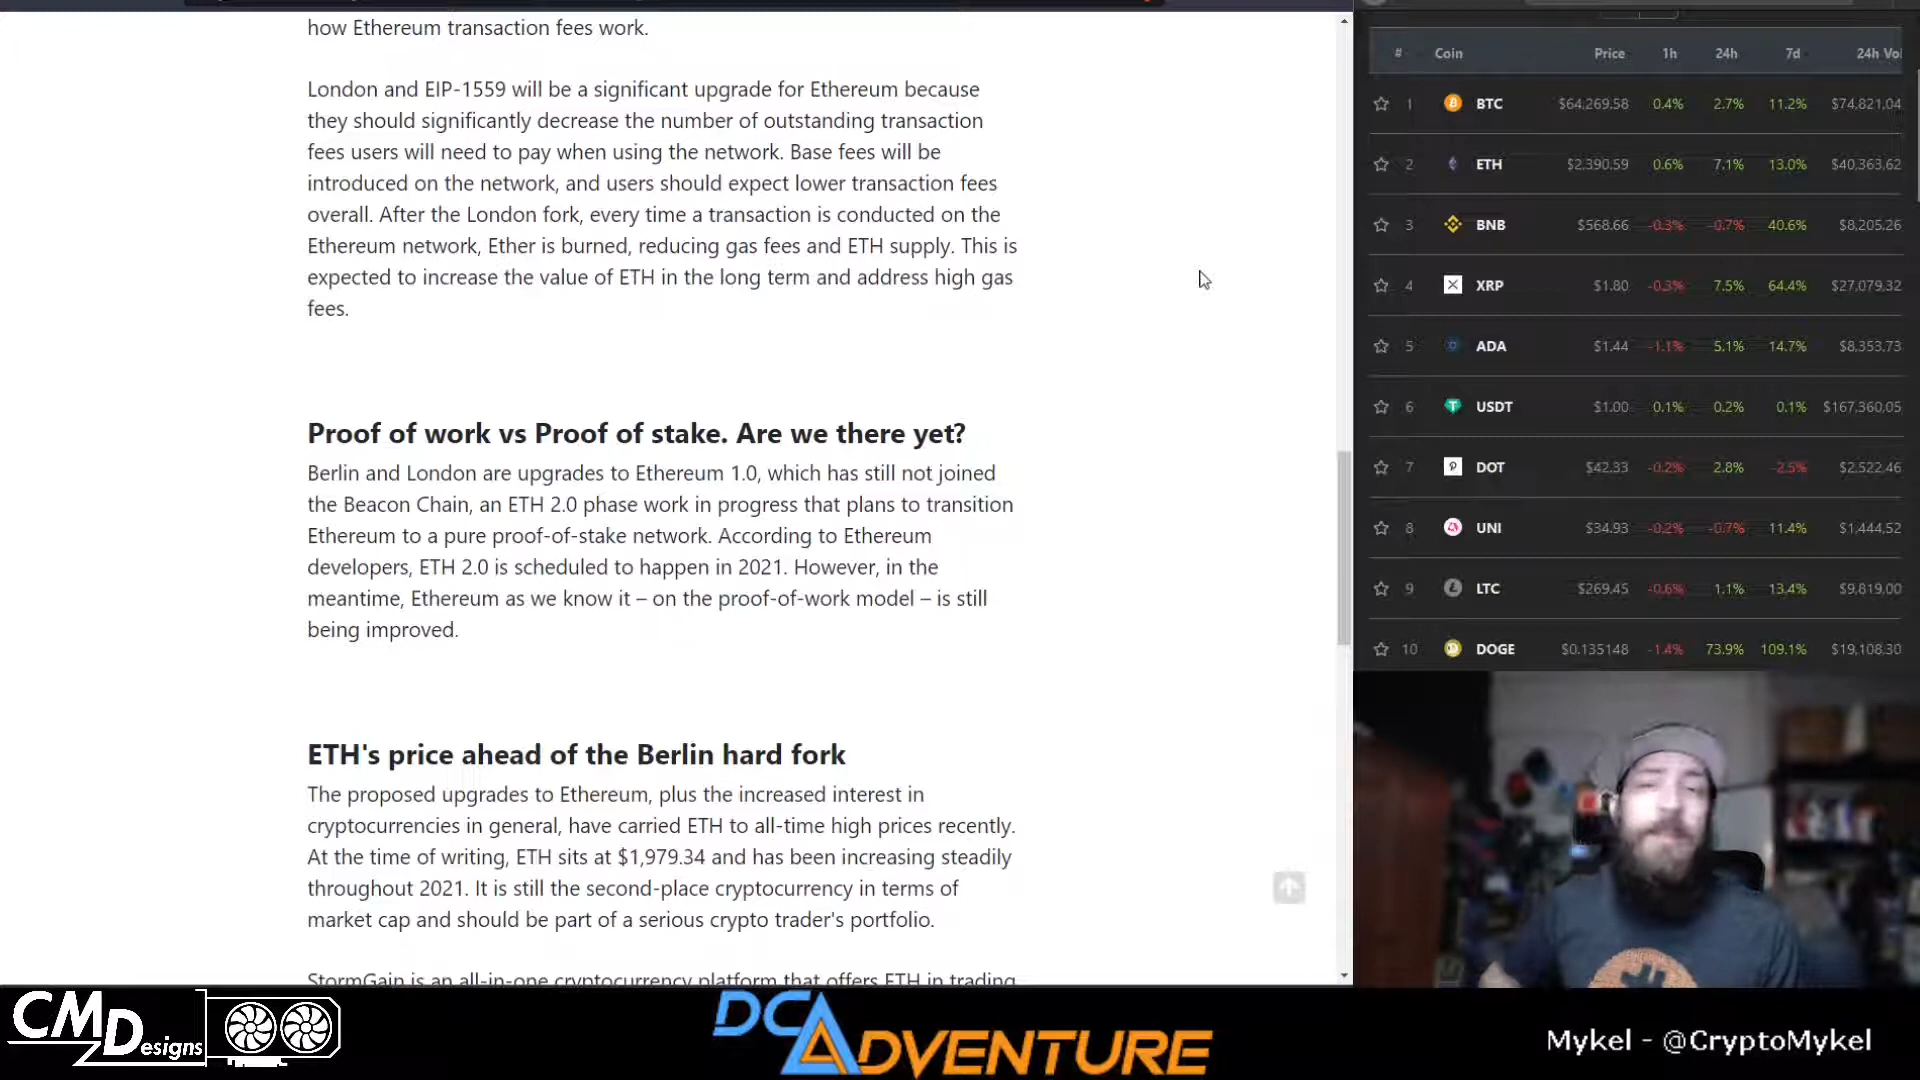 how Ethereum transaction fees work.
London and EIP-1559 will be a significant upgrade for Ethereum because
they should significantly decrease the number of outstanding transaction
fees users will need to pay when using the network. Base fees will be
introduced on the network, and users should expect lower transaction fees
overall. After the London fork, every time a transaction is conducted on the
Ethereum network, Ether is burned, reducing gas fees and ETH supply. This is
expected to increase the value of ETH in the long term and address high gas
fees.
Proof of work vs Proof of stake. Are we there yet?
Berlin and London are upgrades to Ethereum 1.0, which has still not joined
the Beacon Chain, an ETH 2.0 phase work in progress that plans to transition
Ethereum to a pure proof-of-stake network. According to Ethereum
developers, ETH 2.0 is scheduled to happen in 2021. However, in the
meantime, Ethereum as we know it – on the proof-of-work model – is still
being improved.
ETH's price ahead of the Berlin hard fork
The proposed upgrades to Ethereum, plus the increased interest in
cryptocurrencies in general, have carried ETH to all-time high prices recently.
At the time of writing, ETH sits at $1,979.34 and has been increasing steadily
throughout 2021. It is still the second-place cryptocurrency in terms of
market cap and should be part of a serious crypto trader's portfolio.
StormGain is an all-in-one cryptocurrency platform that offers ETH in trading
# Coin Price 1h 24h 7d 24h Vo
1 BTC $64,269.58 0.4% 2.7% 11.2% $74,821,04
2 ETH $2,390.59 0.6% 7.1% 13.0% $40,363,62
3 BNB $568.66 -0.3% -0.7% 40.6% $8,205,26
4 XRP $1.80 -0.3% 7.5% 64.4% $27,079,32
5 ADA $1.44 -1.1% 5.1% 14.7% $8,353,73
6 USDT $1.00 0.1% 0.2% 0.1% $167,360,05
7 DOT $42.33 -0.2% 2.8% -2.5% $2,522,46
8 UNI $34.93 -0.2% -0.7% 11.4% $1,444,52
9 LTC $269.45 -0.6% 1.1% 13.4% $9,819,00
10 DOGE $0.135148 -1.4% 73.9% 109.1% $19,108,30
CMDesigns
DCAdventure
Mykel - @CryptoMykel